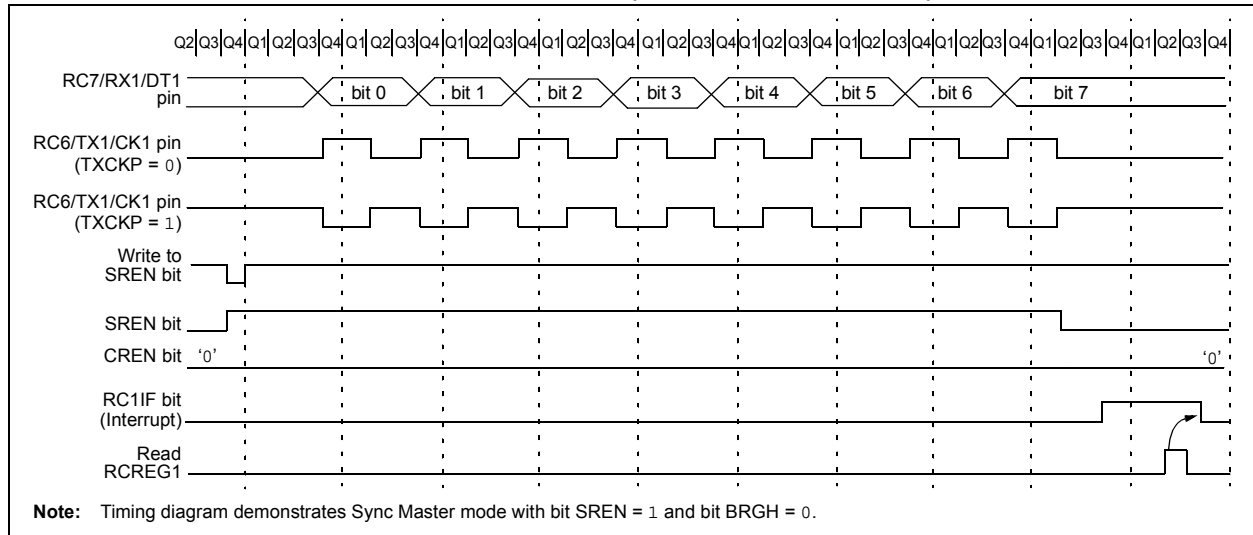 Q2 Q3 Q4 Q1 Q2 Q3 Q4 Q1 Q2 Q3 Q4 Q1 Q2 Q3 Q4 Q1 Q2 Q3 Q4 Q1 Q2 Q3 Q4 Q1 Q2 Q3 Q4 Q1 Q2 Q3 Q4 Q1 Q2 Q3 Q4 Q1 Q2 Q3 Q4 Q1 Q2 Q3 Q4
RC7/RX1/DT1
pin
bit 0 bit 1 bit 2 bit 3 bit 4 bit 5 bit 6 bit 7
RC6/TX1/CK1 pin
(TXCKP = 0)
RC6/TX1/CK1 pin
(TXCKP = 1)
Write to
SREN bit
SREN bit
CREN bit '0' '0'
RC1IF bit
(Interrupt)
Read
RCREG1
Note: Timing diagram demonstrates Sync Master mode with bit SREN = 1 and bit BRGH = 0.